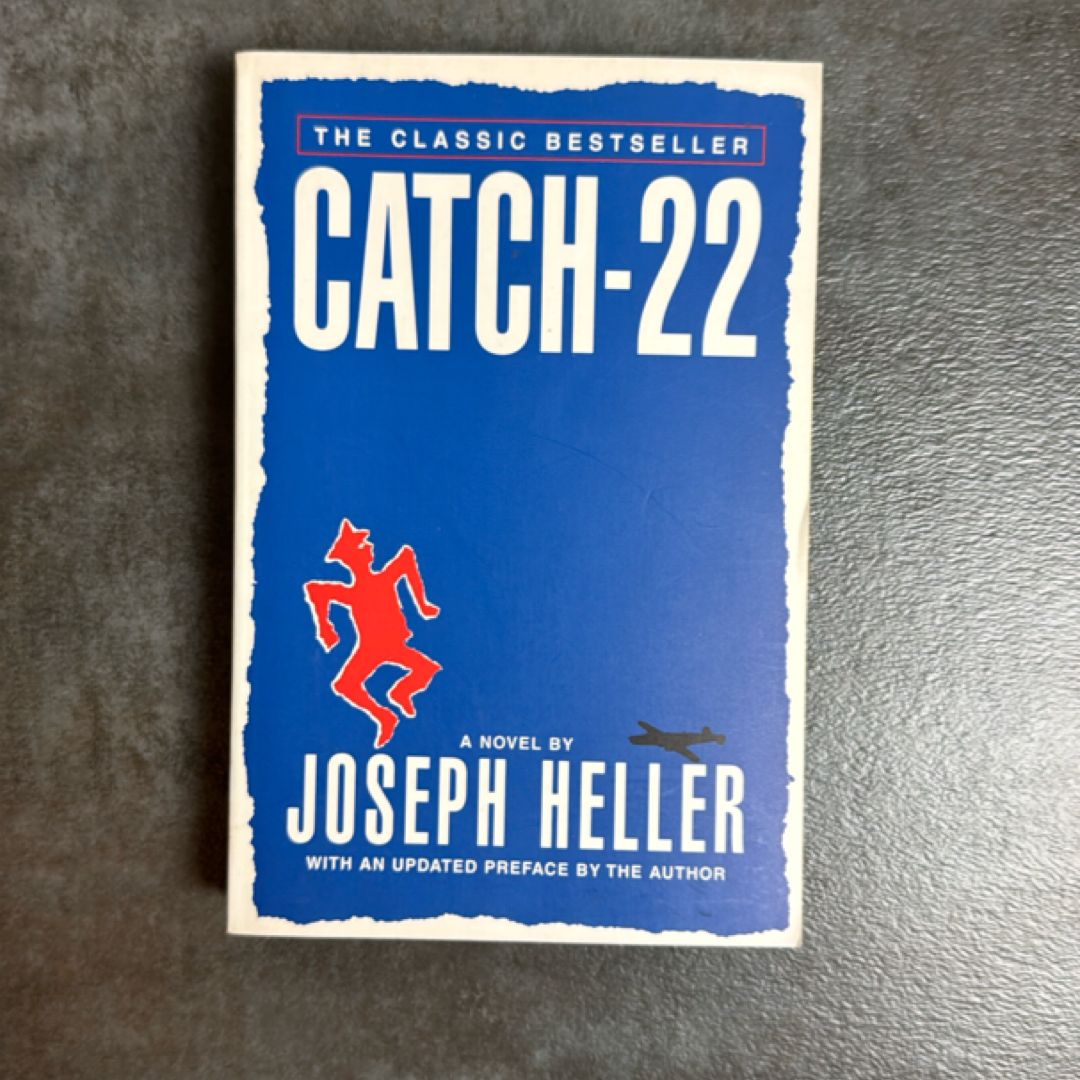 THE CLASSIC BESTSELLER
CATCH-22
A NOVEL BY
JOSEPH HELLER
WITH AN UPDATED PREFACE BY THE AUTHOR